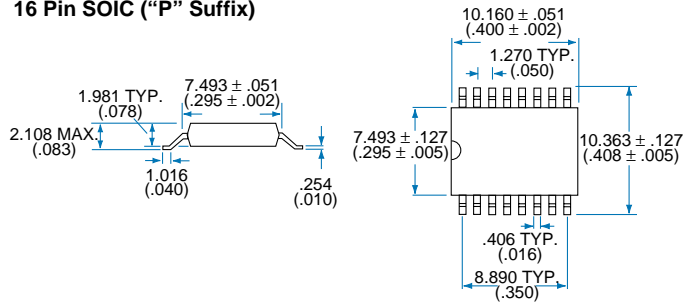 16 Pin SOIC (“P” Suffix)
10.160 ± .051
(.400 ± .002)
1.270 TYP.
(.050)
7.493 ± .051
(.295 ± .002)
1.981 TYP.
(.078)
2.108 MAX.
(.083)
1.016
(.040)
.254
(.010)
7.493 ± .127
(.295 ± .005)
10.363 ± .127
(.408 ± .005)
.406 TYP.
(.016)
8.890 TYP.
(.350)